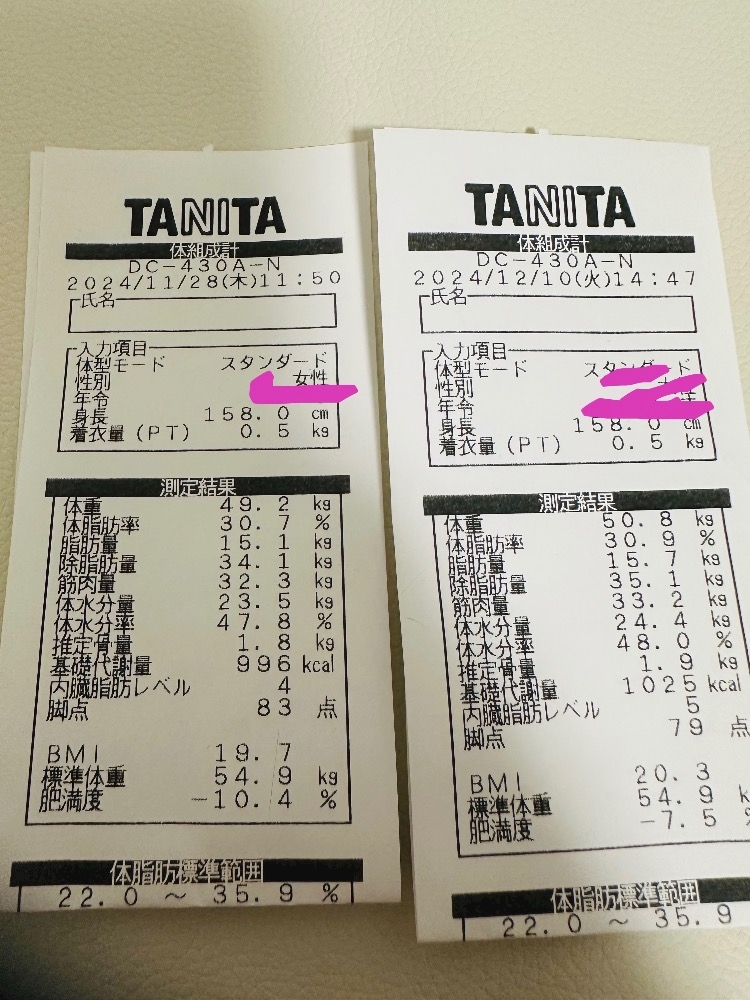 TANITA
体組成計
DC-430A-N
2024/11/28(木)11:50
氏名
入力項目
体型モード スタンダード
性別 女性
年令
身長 158.0 cm
着衣量(PT) 0.5 kg
測定結果
体重 49.2 kg
体脂肪率 30.7 %
脂肪量 15.1 kg
除脂肪量 34.1 kg
筋肉量 32.3 kg
体水分量 23.5 kg
体水分率 47.8 %
推定骨量 1.8 kg
基礎代謝量 996 kcal
内臓脂肪レベル 4
脚点 83 点
BMI 19.7
標準体重 54.9 kg
肥満度 -10.4 %
体脂肪標準範囲
22.0 ～ 35.9 %
TANITA
体組成計
DC-430A-N
2024/12/10(火)14:47
氏名
入力項目
体型モード スタンダード
性別
年令
身長 158.0 cm
着衣量(PT) 0.5 kg
測定結果
体重 50.8 kg
体脂肪率 30.9 %
脂肪量 15.7 kg
除脂肪量 35.1 kg
筋肉量 33.2 kg
体水分量 24.4 kg
体水分率 48.0 %
推定骨量 1.9 kg
基礎代謝量 1025 kcal
内臓脂肪レベル 5
脚点 79 点
BMI 20.3
標準体重 54.9 k
肥満度 -7.5 %
体脂肪標準範囲
22.0 ～ 35.9